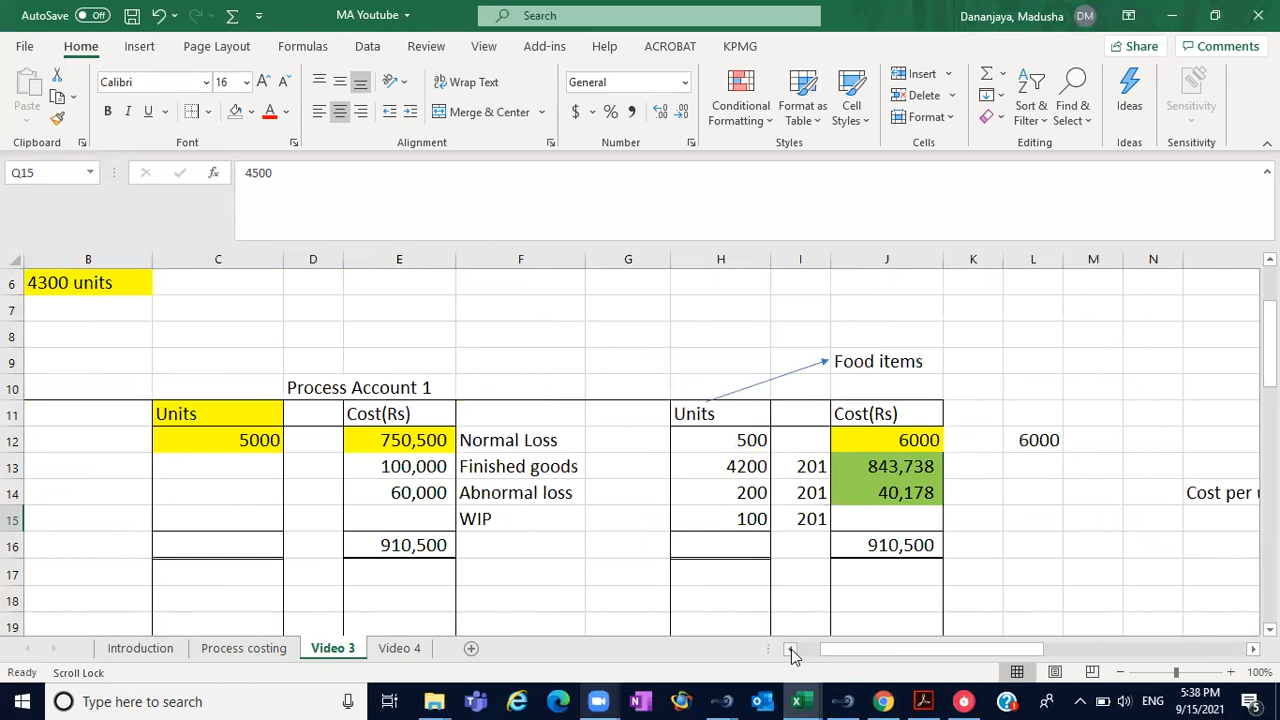 AutoSave Off MA Youtube Search Dananjaya, Madusha DM
File Home Insert Page Layout Formulas Data Review View Add-ins Help ACROBAT KPMG Share Comments
Paste Calibri 16 Wrap Text General Conditional Formatting Format as Table Cell Styles Insert Sort & Filter Find & Select Ideas Sensitivity
B I U A Merge & Center $ % Delete
Format
Clipboard Font Alignment Number Styles Cells Editing Ideas Sensitivity
Q15 fx 4500
B C D E F G H I J K L M N
6 4300 units
7
8
9 Food items
10 Process Account 1
11 Units Cost(Rs) Units Cost(Rs)
12 5000 750,500 Normal Loss 500 6000 6000
13 100,000 Finished goods 4200 201 843,738
14 60,000 Abnormal loss 200 201 40,178 Cost per u
15 WIP 100 201
16 910,500 910,500
17
18
19
Introduction Process costing Video 3 Video 4
Ready Scroll Lock 100%
Type here to search ENG 5:38 PM
9/15/2021 5